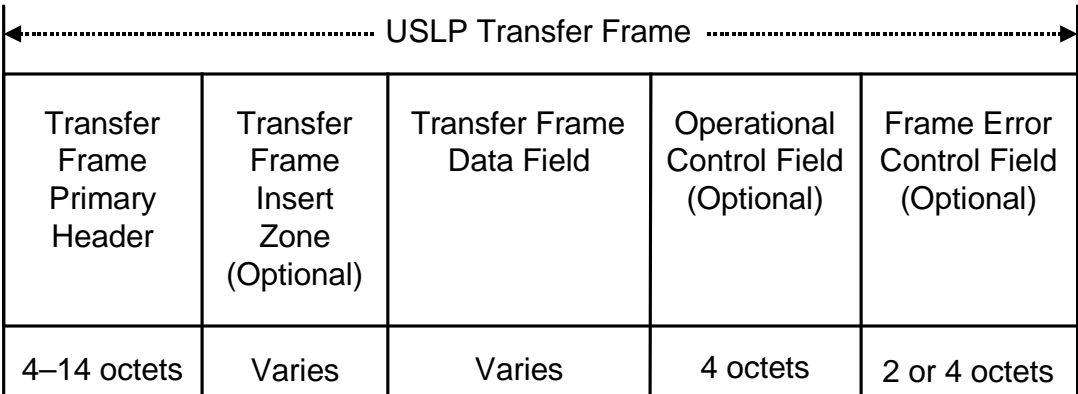 USLP Transfer Frame
Transfer
Frame
Primary
Header
Transfer
Frame
Insert
Zone
(Optional)
Transfer Frame
Data Field
Operational
Control Field
(Optional)
Frame Error
Control Field
(Optional)
4–14 octets
Varies
Varies
4 octets
2 or 4 octets